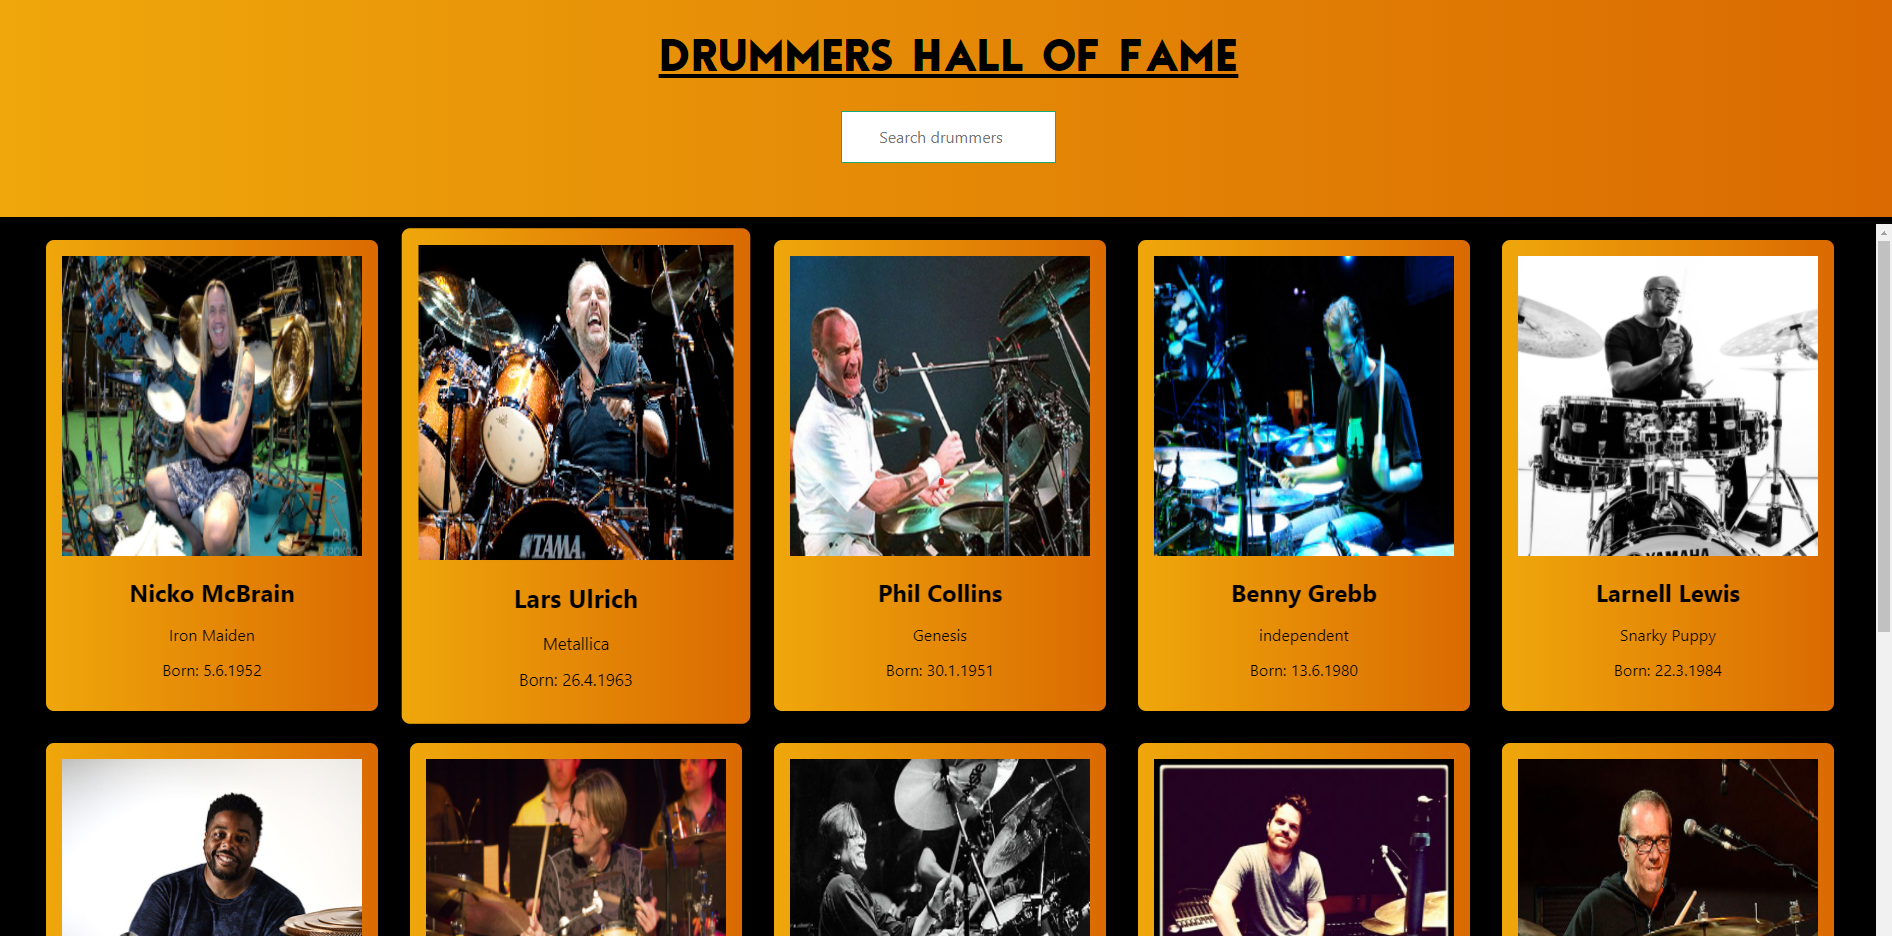 DRUMMERS HALL OF FAME
Search drummers
TAMA
YAMAHA
Nicko McBrain
Iron Maiden
Born: 5.6.1952
Lars Ulrich
Metallica
Born: 26.4.1963
Phil Collins
Genesis
Born: 30.1.1951
Benny Grebb
independent
Born: 13.6.1980
Larnell Lewis
Snarky Puppy
Born: 22.3.1984